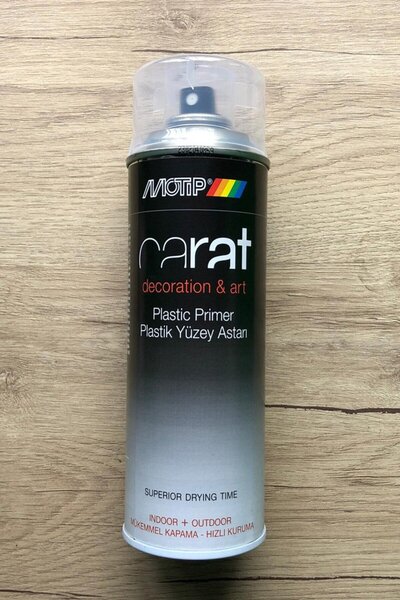 MOTIP®
carat
decoration & art
Plastic Primer
Plastik Yüzey Astarı
SUPERIOR DRYING TIME
INDOOR + OUTDOOR
MÜKEMMEL KAPAMA - HIZLI KURUMA